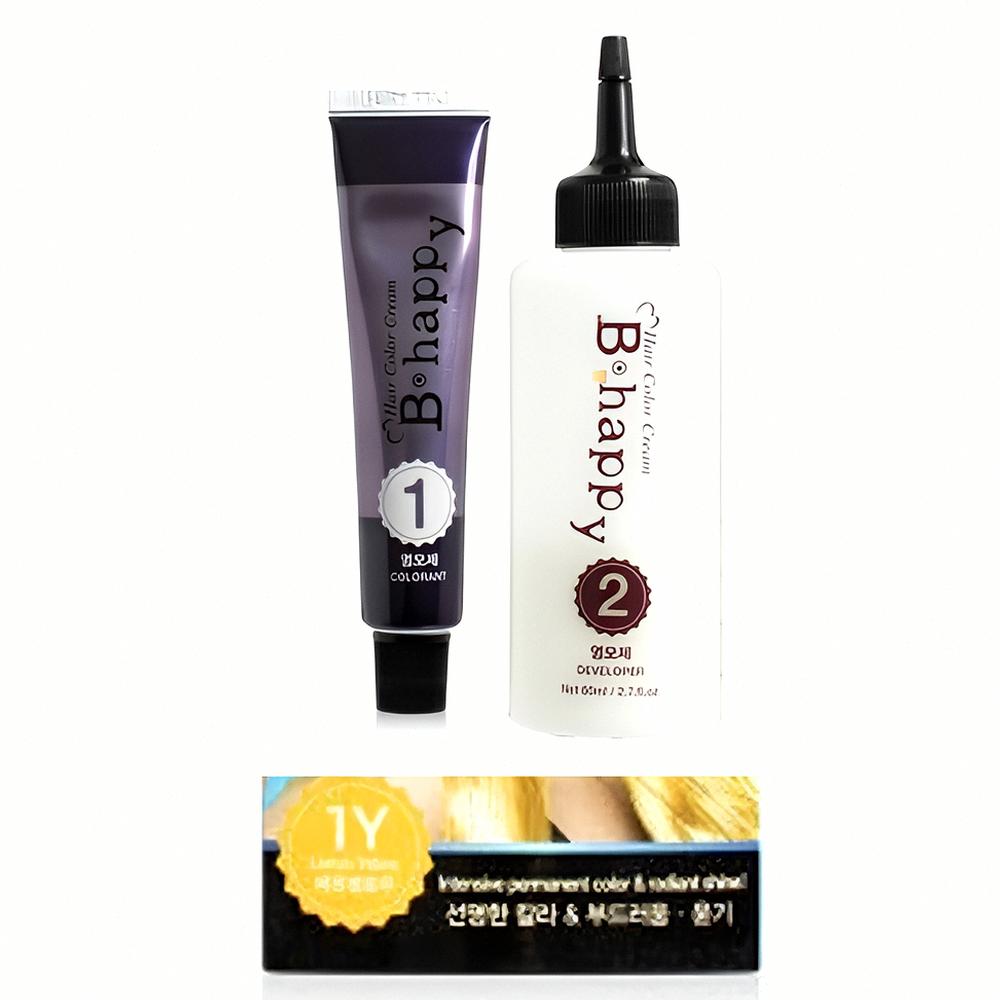 Hair Color Cream
B·happy
1
염모제
COLORANT
Hair Color Cream
B·happy
2
염모제
DEVELOPER
1Y
Intensive permanent color & radiant shine!
선명한 컬러 & 부드러움 · 윤기